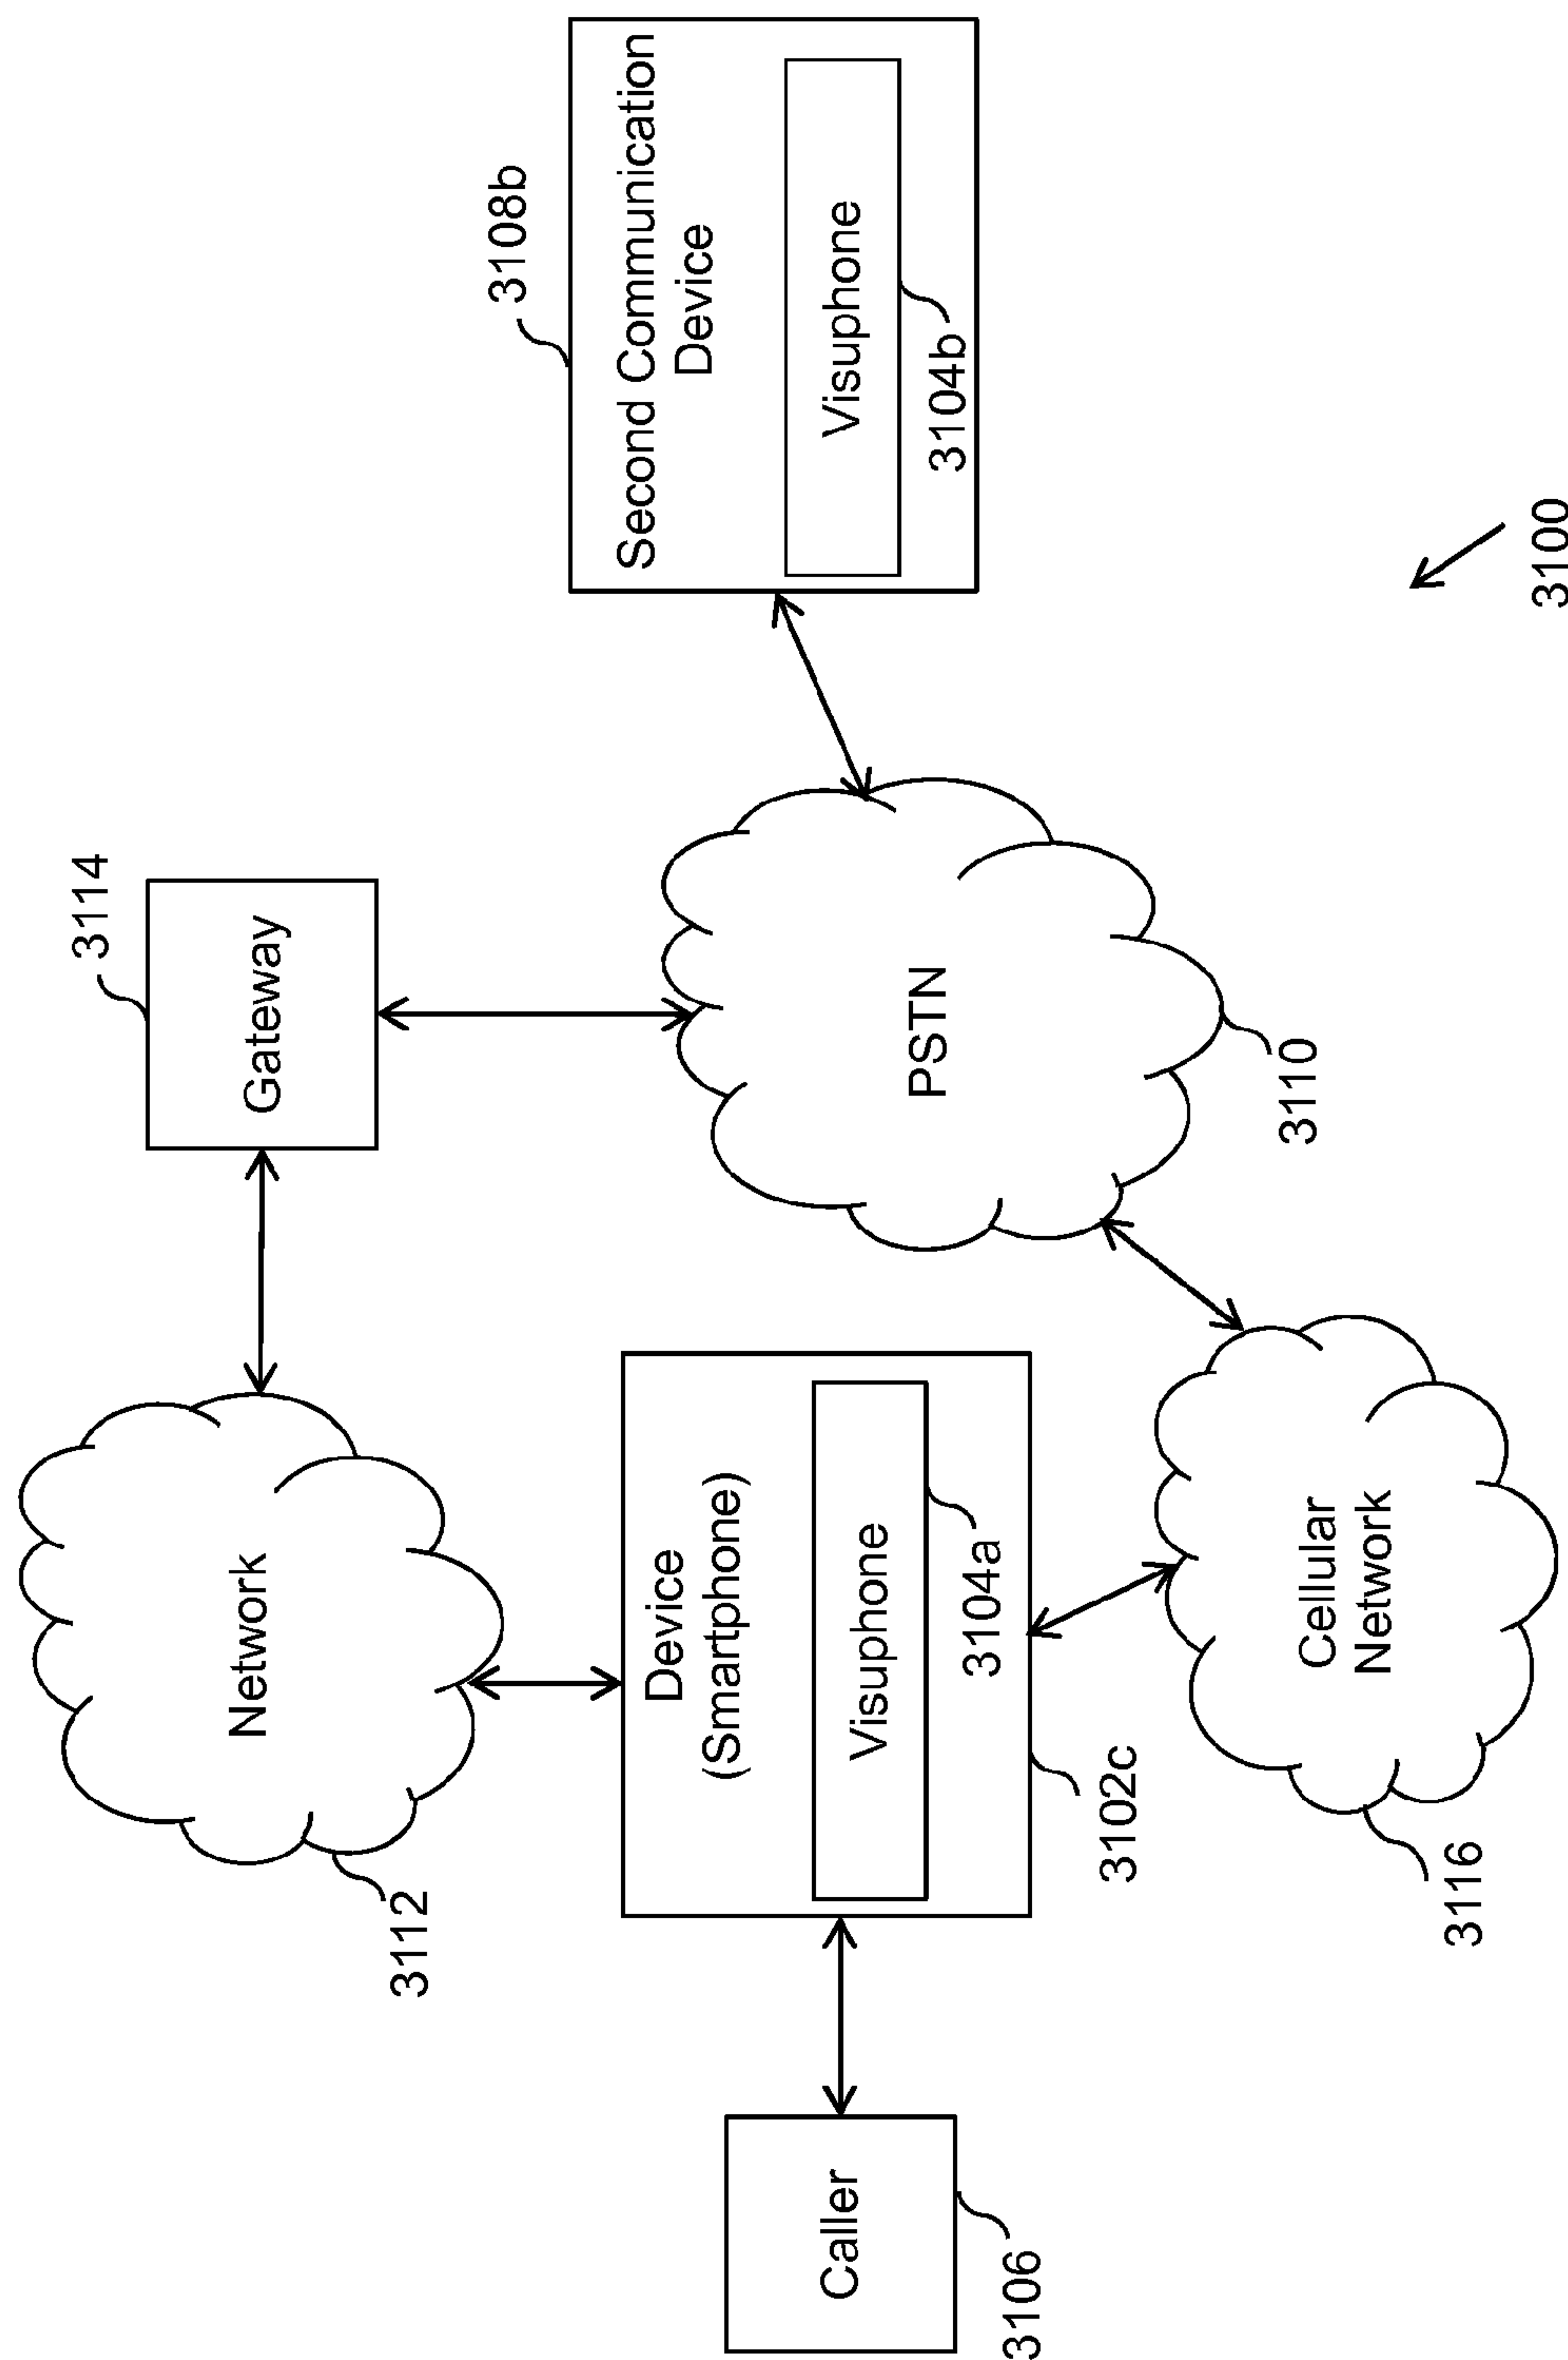 3112
Network
3114
Gateway
3108b
Second Communication
Device
Visuphone
3104b
Caller
3106
Device
(Smartphone)
Visuphone
3104a
3102c
PSTN
3110
Cellular
Network
3116
3100